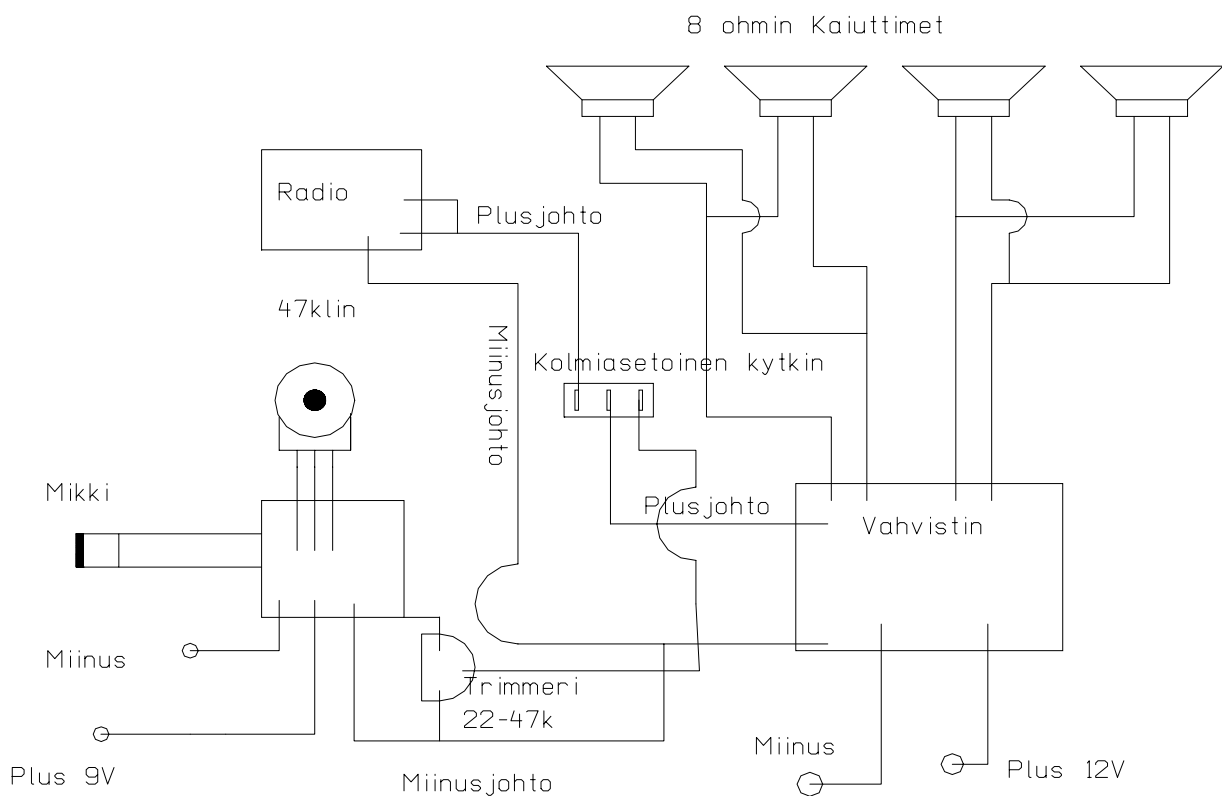 8 ohmin Kaiuttimet
Radio
Plusjohto
47klin
Miinusjohto
Kolmiasetoinen kytkin
Mikki
Plusjohto
Vahvistin
Miinus
Trimmeri
22-47k
Miinus
Plus 9V
Miinusjohto
Plus 12V